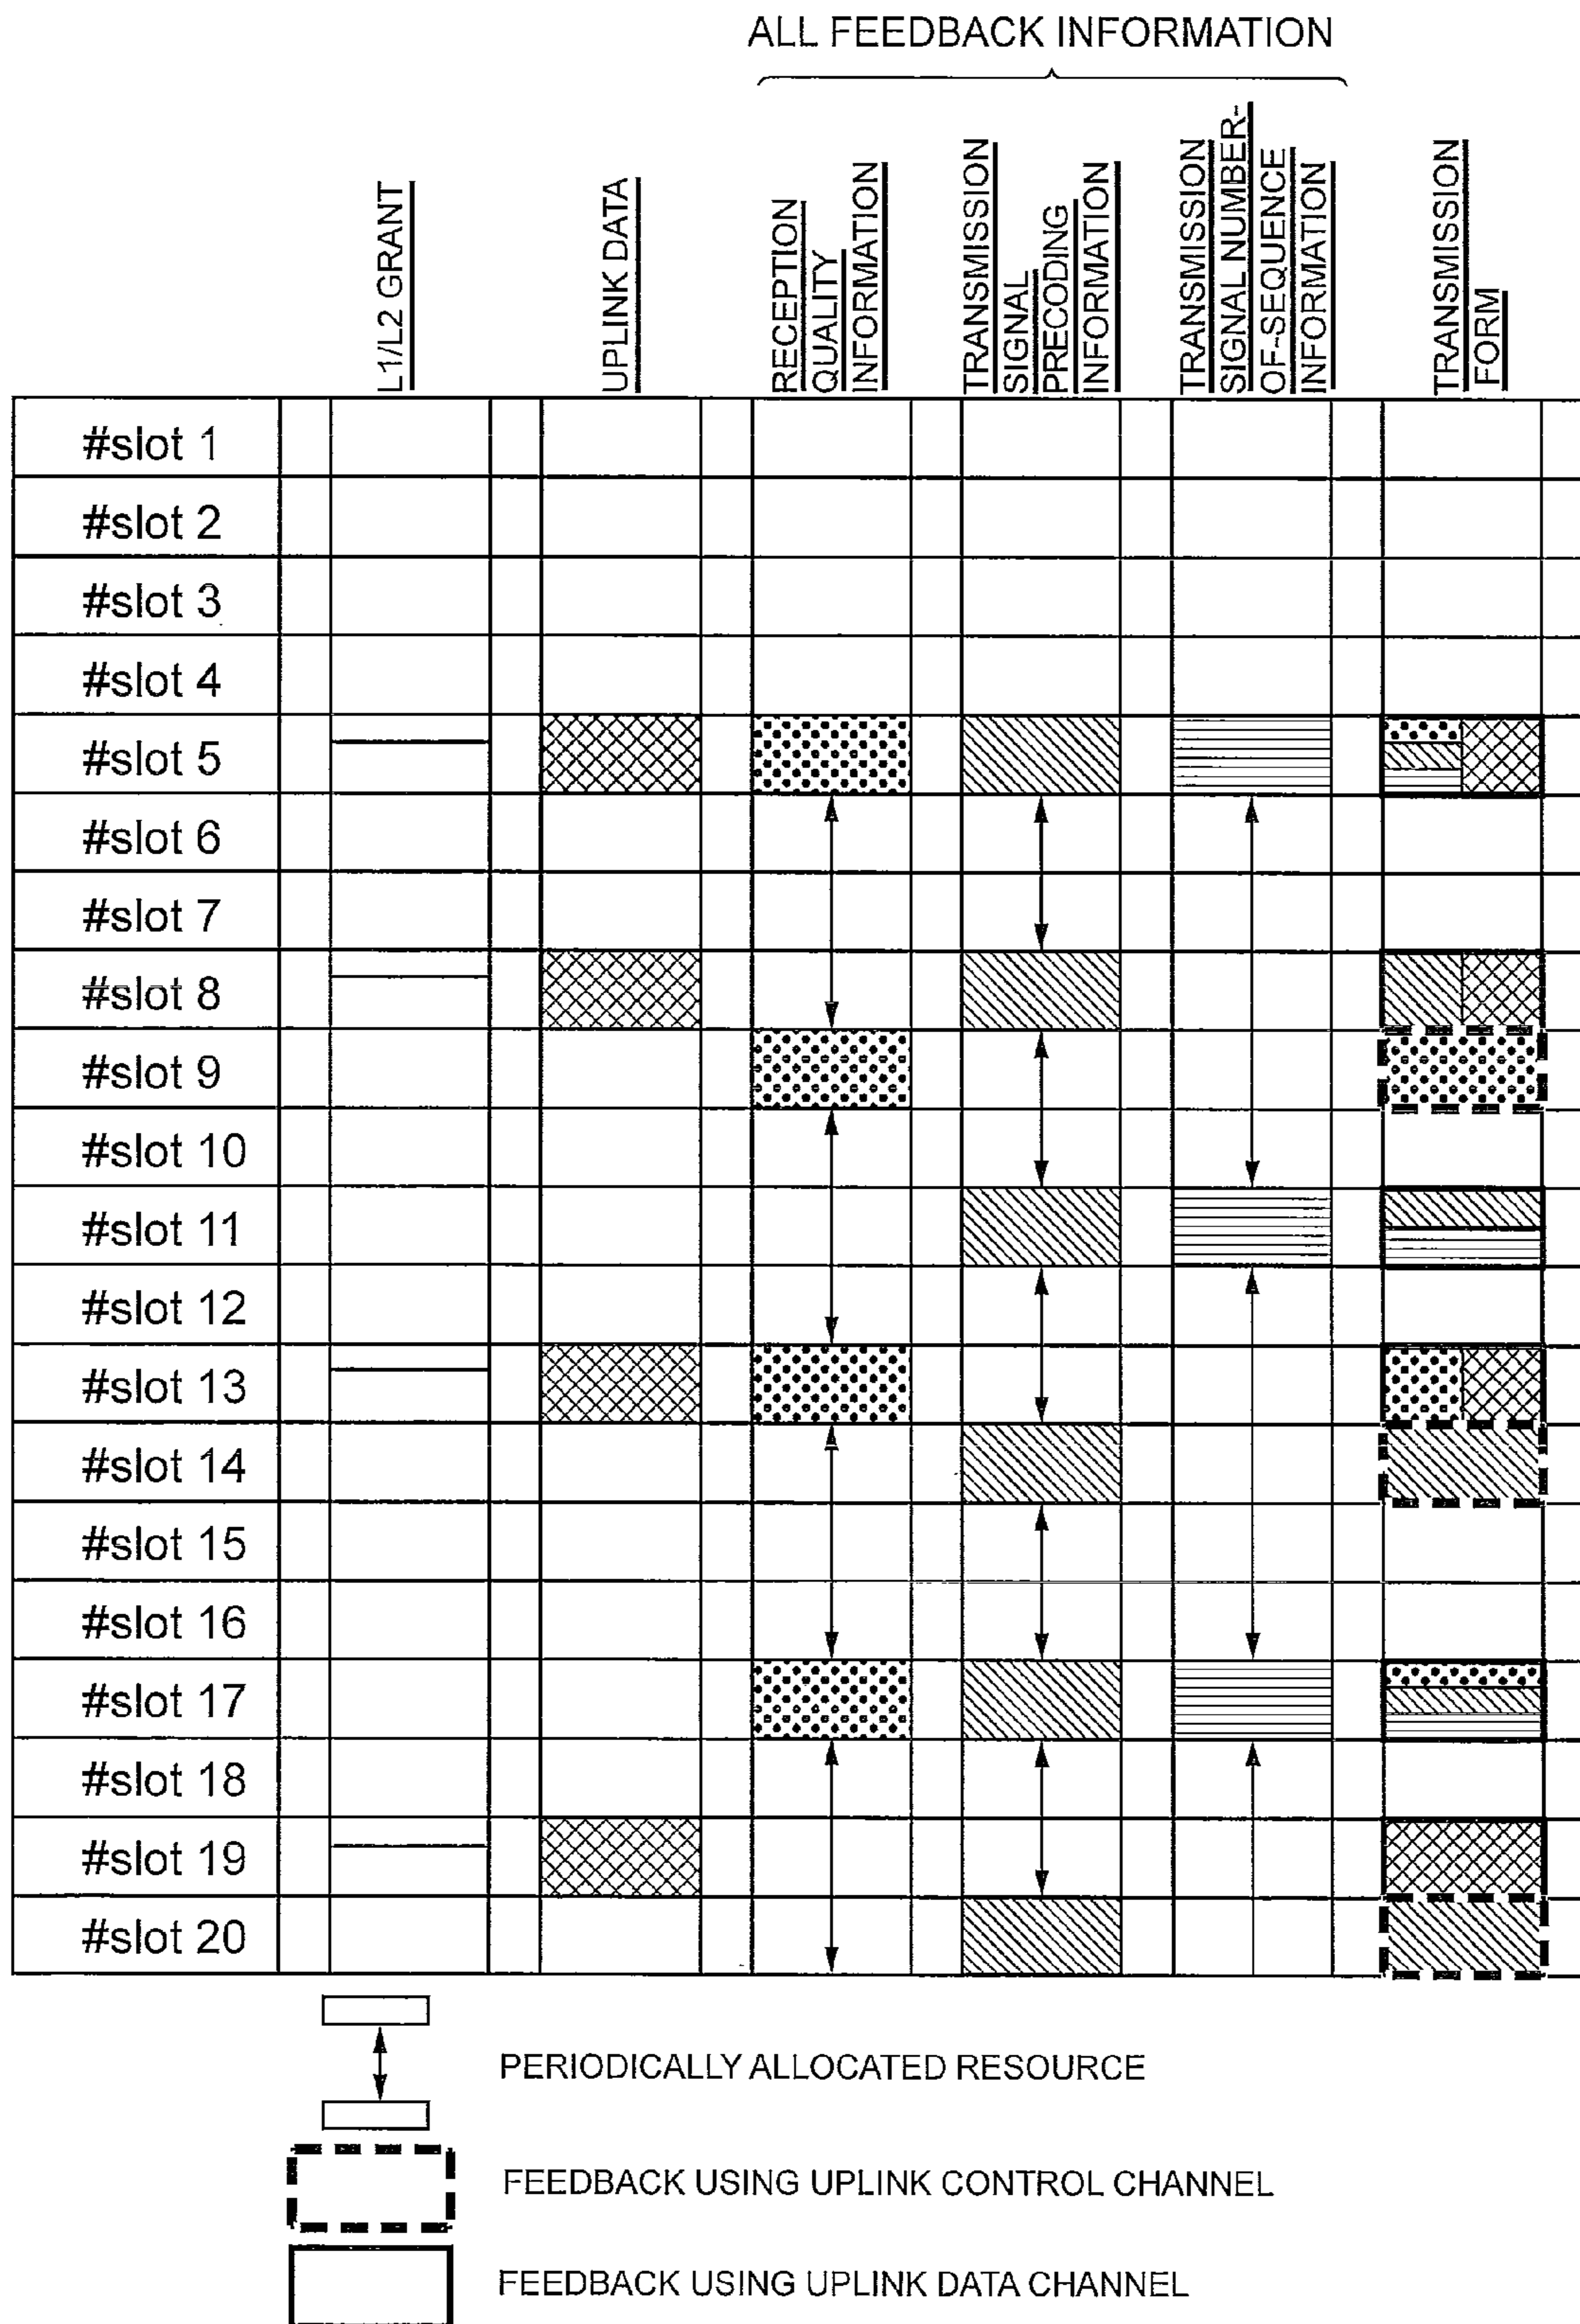 ALL FEEDBACK INFORMATION
L1/L2 GRANT
UPLINK DATA
RECEPTION
QUALITY
INFORMATION
TRANSMISSION
SIGNAL
PRECODING
INFORMATION
TRANSMISSION
SIGNAL NUMBER-
OF-SEQUENCE
INFORMATION
TRANSMISSION
FORM
#slot 1
#slot 2
#slot 3
#slot 4
#slot 5
#slot 6
#slot 7
#slot 8
#slot 9
#slot 10
#slot 11
#slot 12
#slot 13
#slot 14
#slot 15
#slot 16
#slot 17
#slot 18
#slot 19
#slot 20
PERIODICALLY ALLOCATED RESOURCE
FEEDBACK USING UPLINK CONTROL CHANNEL
FEEDBACK USING UPLINK DATA CHANNEL